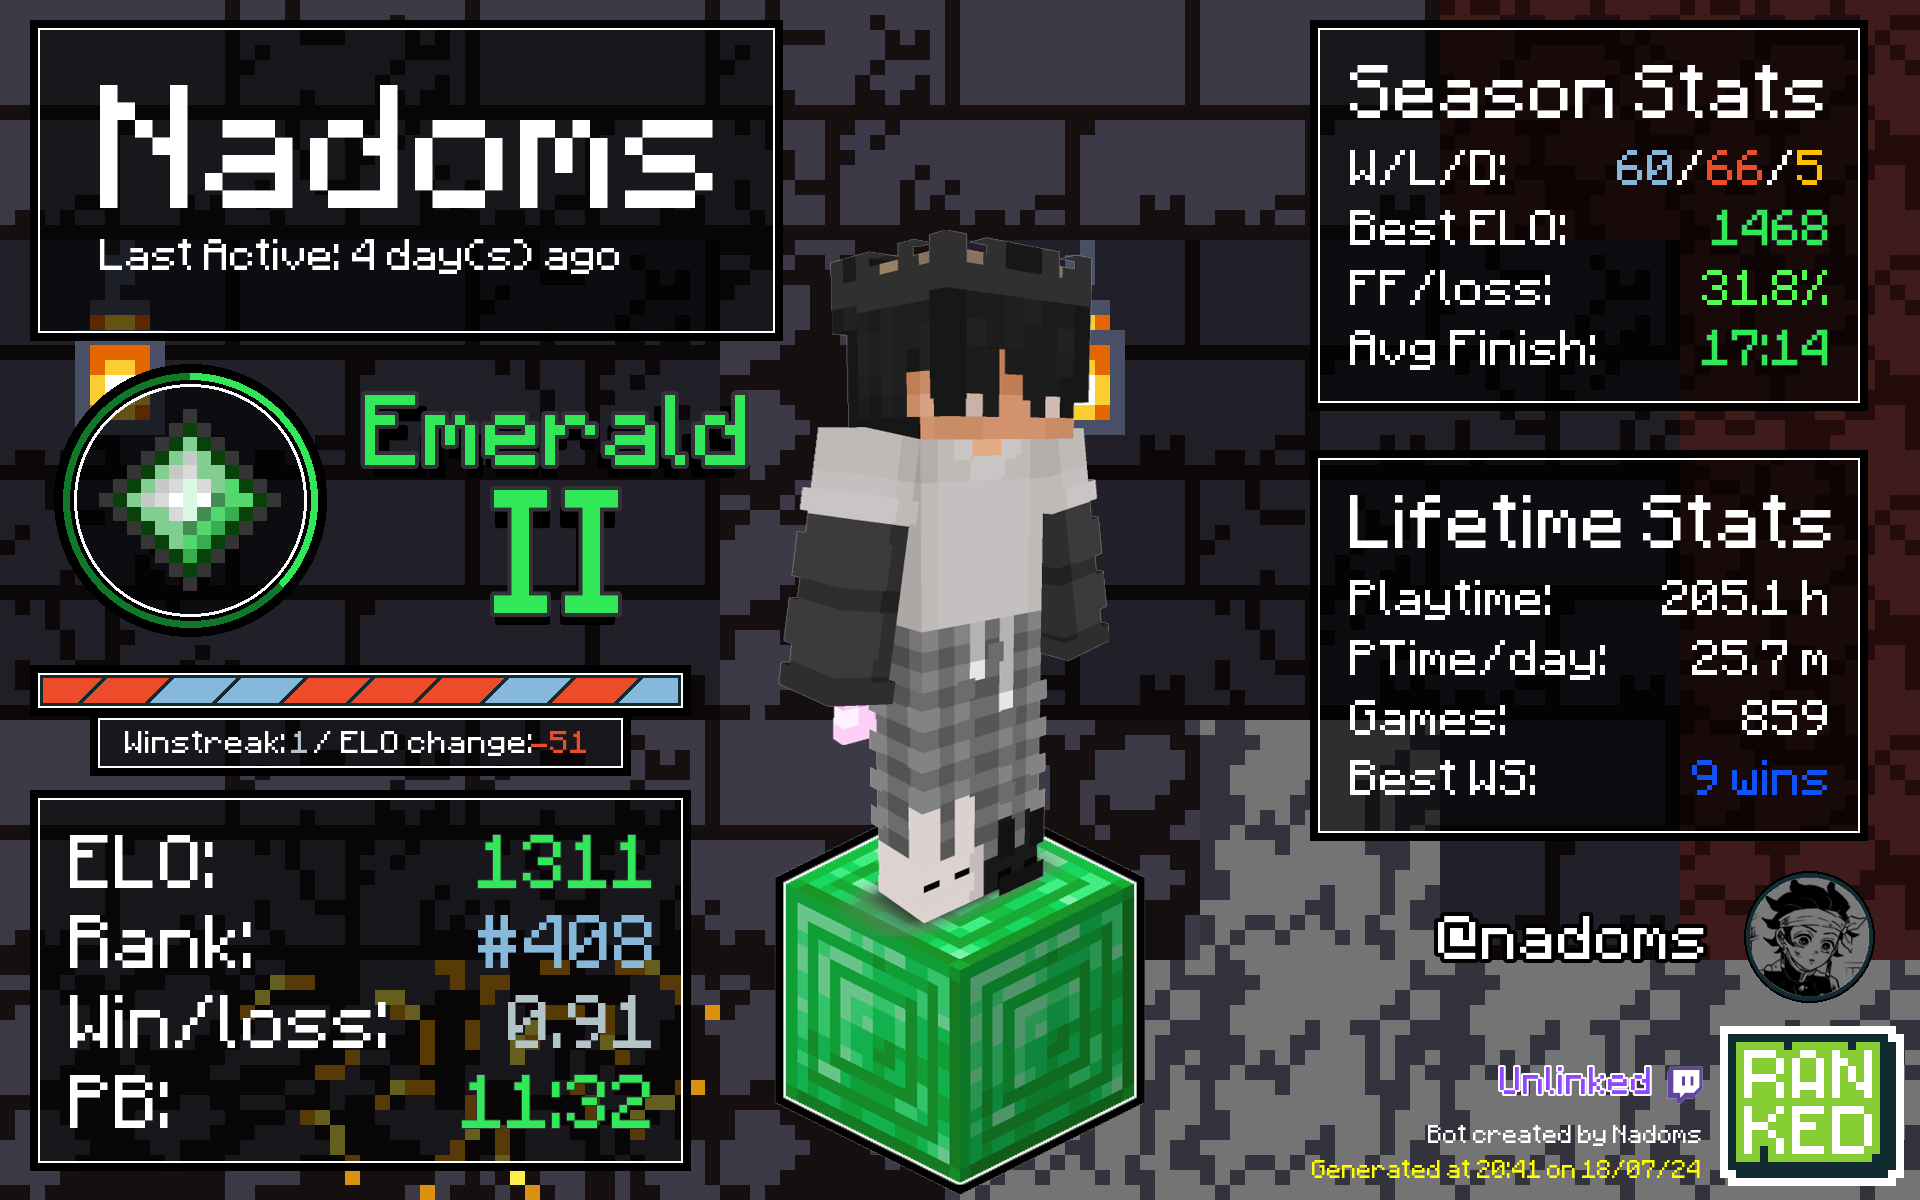 Nadoms
Last Active: 4 day(s) ago
Emerald
II
Winstreak:1 / ELO change:-51
ELO: 1311
Rank: #408
Win/loss: 0.91
PB: 11:32
Season Stats
W/L/D: 60/66/5
Best ELO: 1468
FF/loss: 31.8%
Avg Finish: 17:14
Lifetime Stats
Playtime: 205.1 h
PTime/day: 25.7 m
Games: 859
Best WS: 9 wins
@nadoms
Unlinked
Bot created by Nadoms
Generated at 20:41 on 18/07/24
RAN
KED